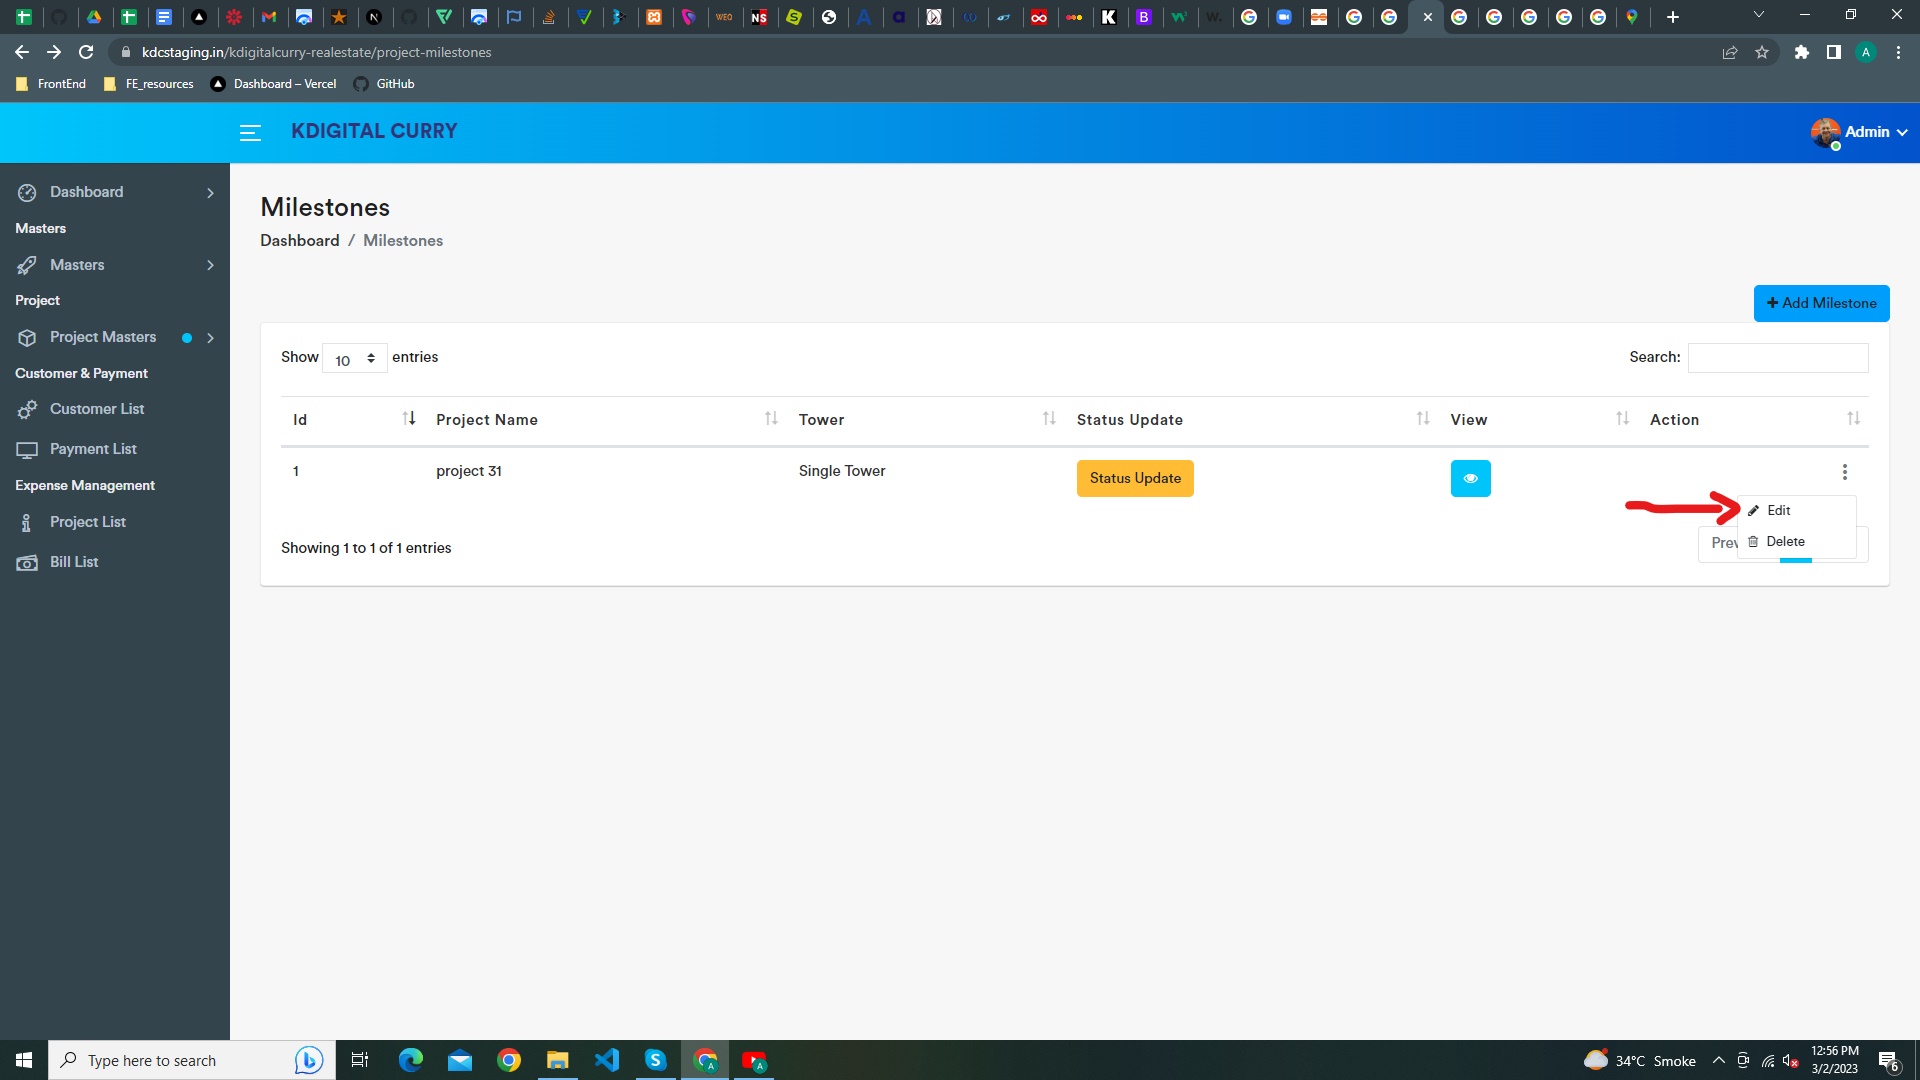 kdcstaging.in/kdigitalcurry-realestate/project-milestones
A
FrontEnd
FE_resources
Dashboard – Vercel
GitHub
KDIGITAL CURRY
Admin
Dashboard
Masters
Masters
Project
Project Masters
Customer & Payment
Customer List
Payment List
Expense Management
Project List
Bill List
Milestones
Dashboard / Milestones
+ Add Milestone
Show 10 entries
Search:
Id Project Name Tower Status Update View Action
1 project 31 Single Tower Status Update
Edit
Delete
Showing 1 to 1 of 1 entries
Type here to search
34°C Smoke
12:56 PM
3/2/2023
6